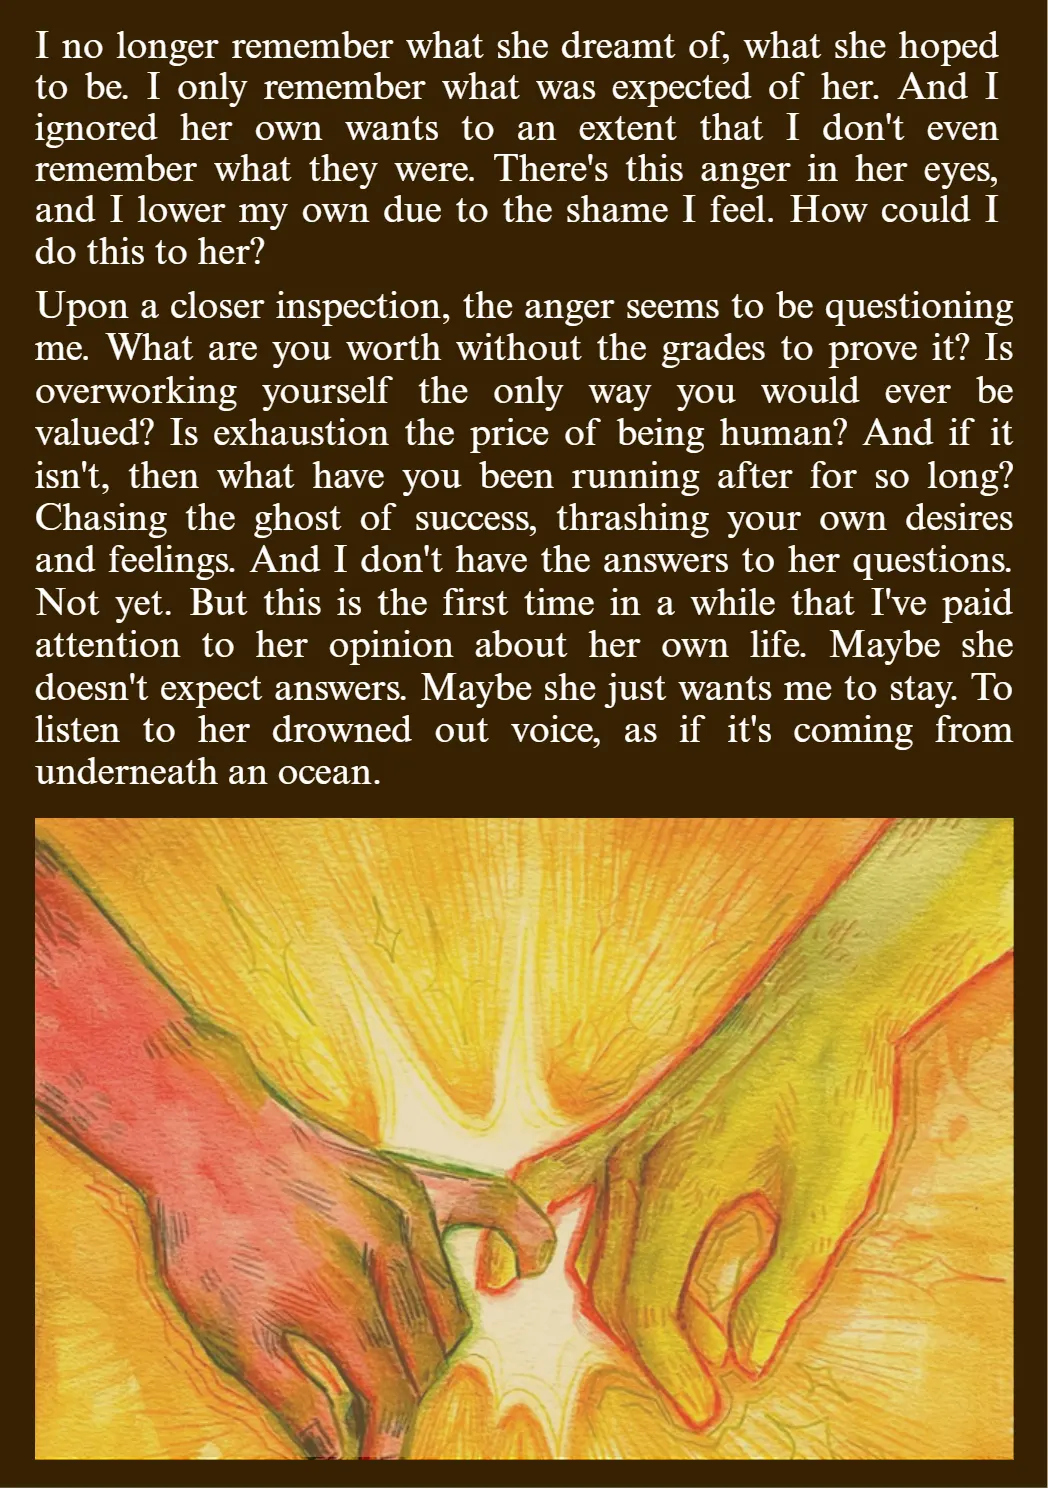 I no longer remember what she dreamt of, what she hoped
to be. I only remember what was expected of her. And I
ignored her own wants to an extent that I don't even
remember what they were. There's this anger in her eyes,
and I lower my own due to the shame I feel. How could I
do this to her?
Upon a closer inspection, the anger seems to be questioning
me. What are you worth without the grades to prove it? Is
overworking yourself the only way you would ever be
valued? Is exhaustion the price of being human? And if it
isn't, then what have you been running after for so long?
Chasing the ghost of success, thrashing your own desires
and feelings. And I don't have the answers to her questions.
Not yet. But this is the first time in a while that I've paid
attention to her opinion about her own life. Maybe she
doesn't expect answers. Maybe she just wants me to stay. To
listen to her drowned out voice, as if it's coming from
underneath an ocean.